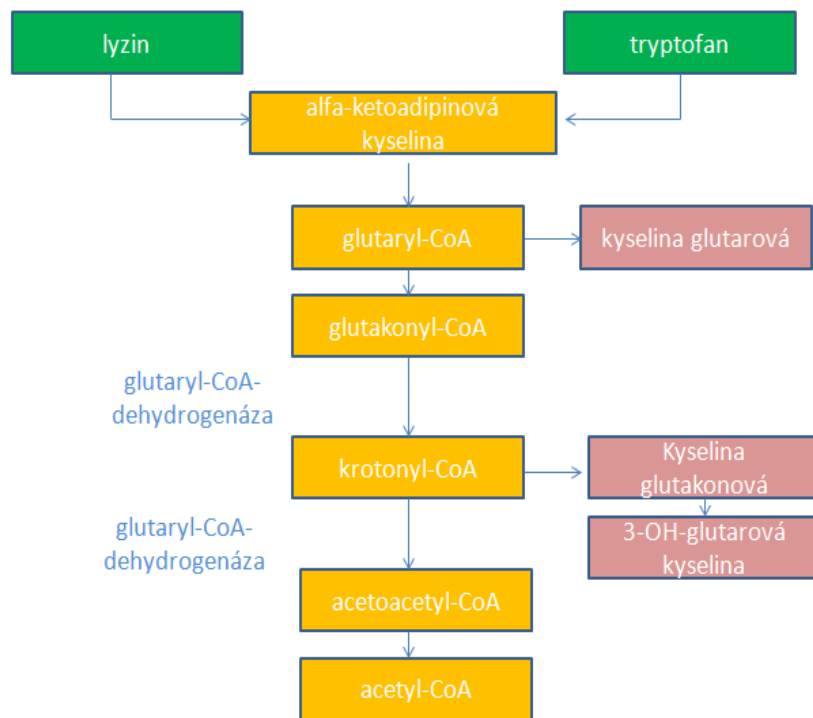 lyzin
tryptofan
alfa-ketoadipinová
kyselina
glutaryl-CoA
kyselina glutarová
glutakonyl-CoA
glutaryl-CoA-
dehydrogenáza
krotonyl-CoA
Kyselina
glutakonová
glutaryl-CoA-
dehydrogenáza
3-OH-glutarová
kyselina
acetoacetyl-CoA
acetyl-CoA